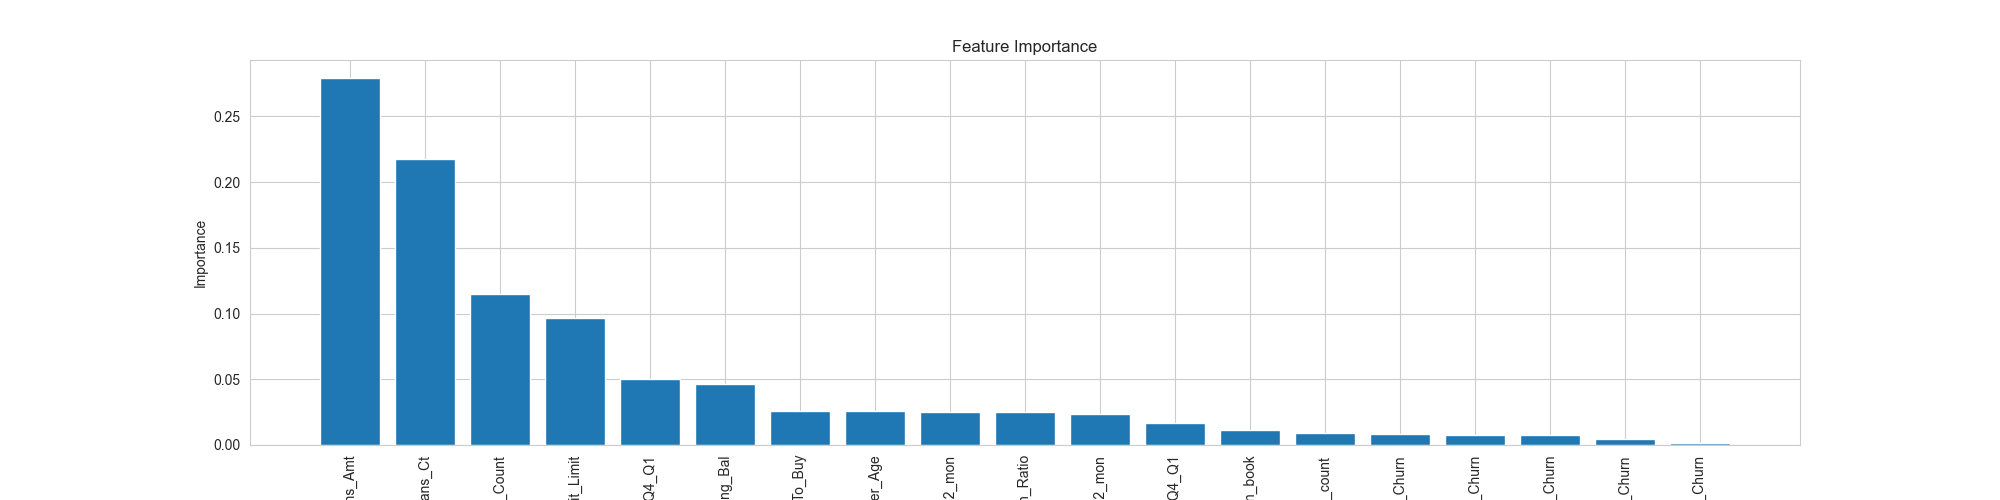 Feature Importance
Importance
0.25
0.20
0.15
0.10
0.05
0.00
ns_Amt
ans_Ct
_Count
it_Limit
Q4_Q1
ng_Bal
To_Buy
er_Age
2_mon
n_Ratio
2_mon
Q4_Q1
n_book
_count
_Churn
_Churn
_Churn
_Churn
_Churn